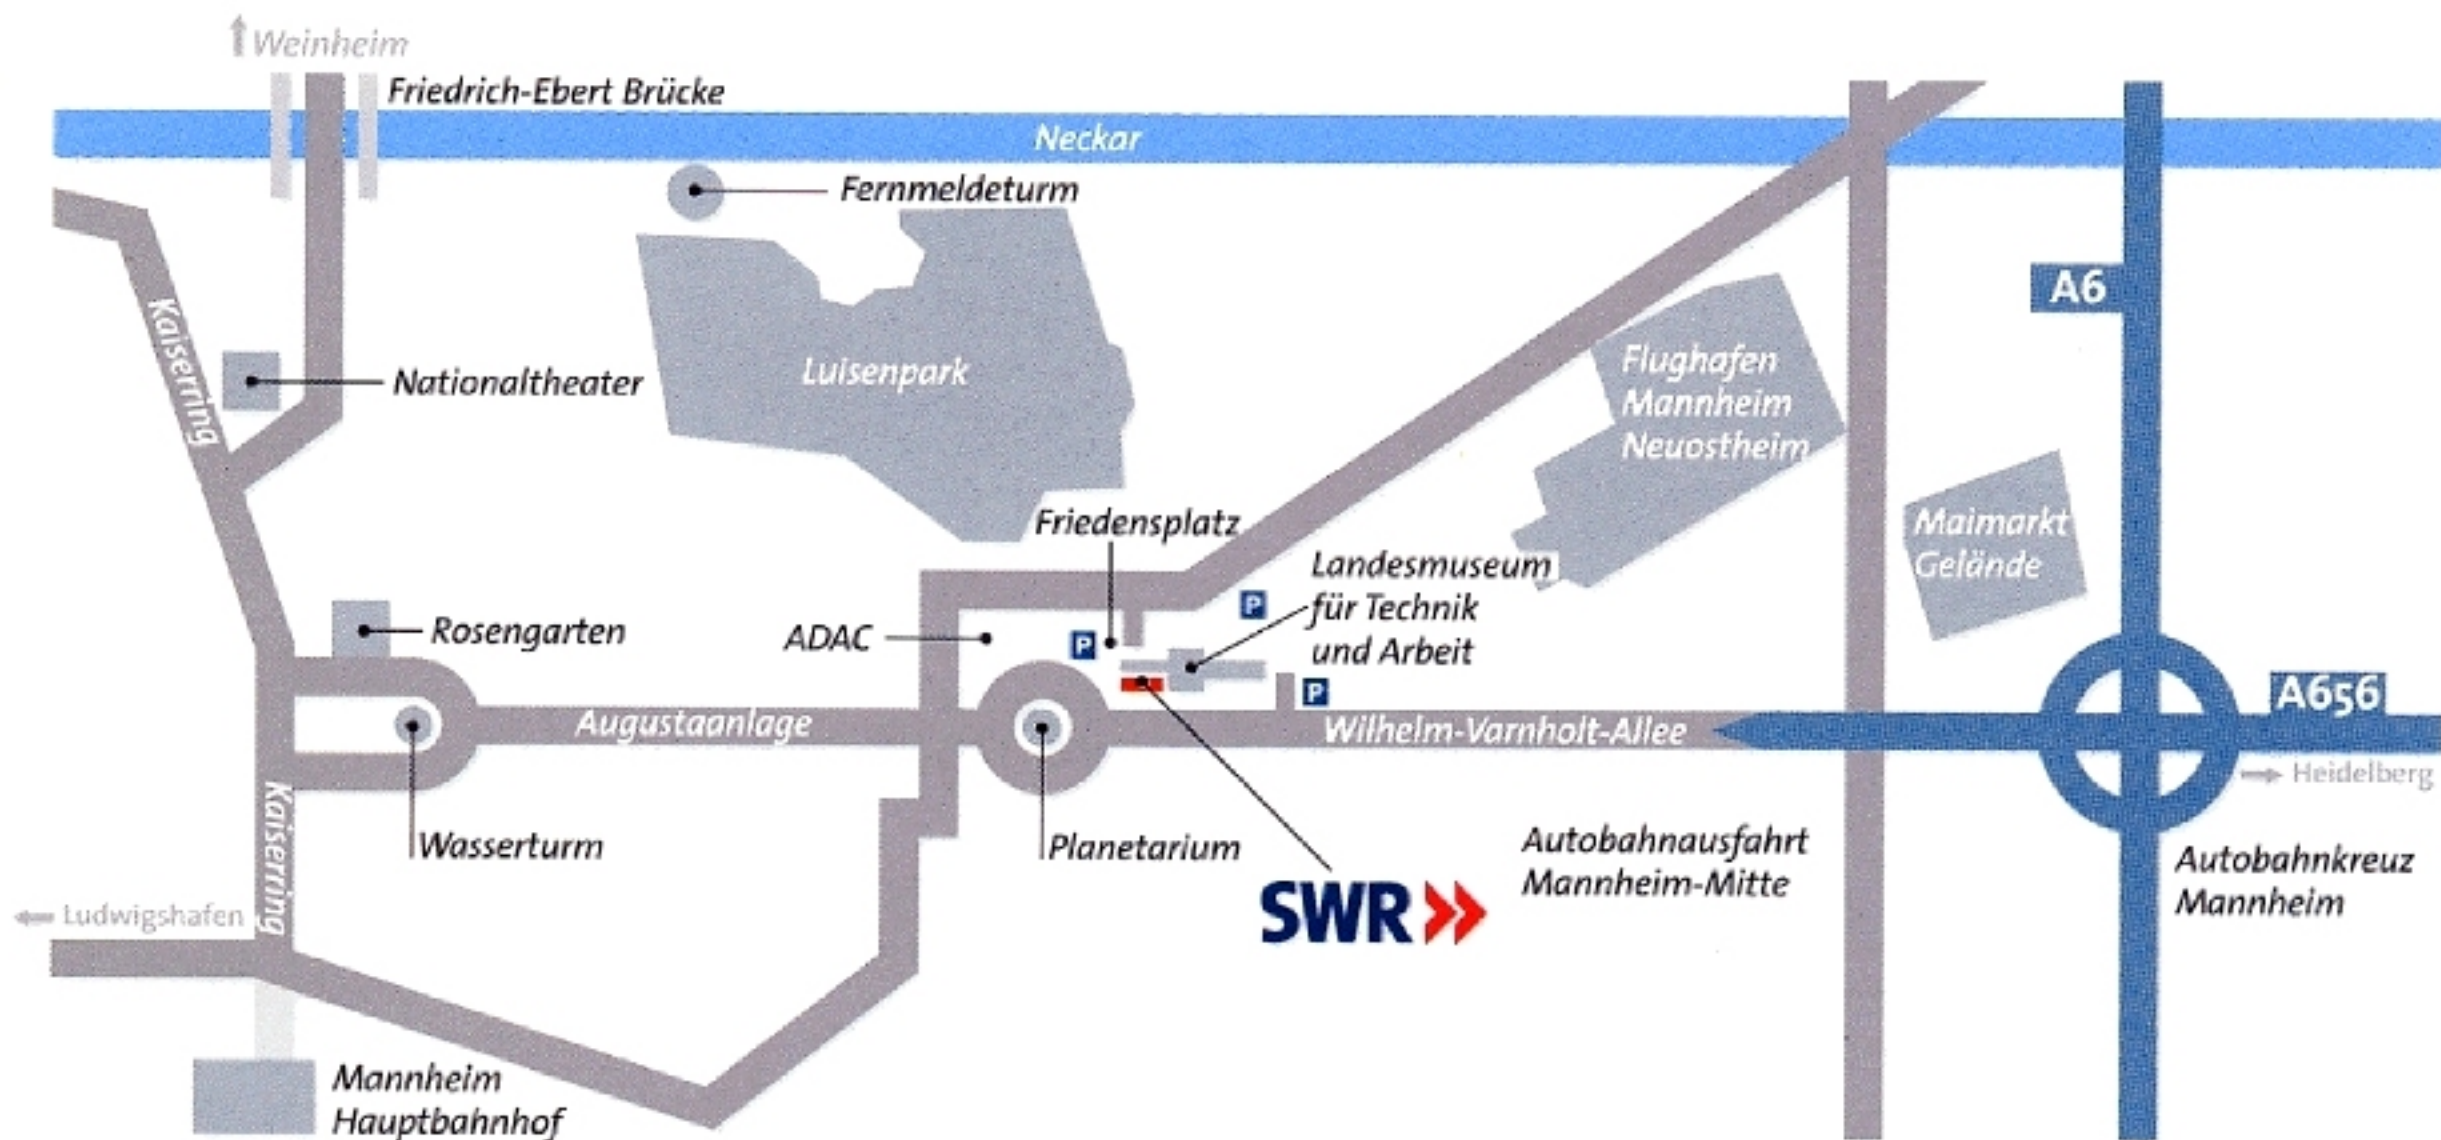 Weinheim
Friedrich-Ebert Brücke
Neckar
Fernmeldeturm
A6
Kaiserring
Nationaltheater
Luisenpark
Flughafen
Mannheim
Neuostheim
Friedensplatz
Maimarkt
Gelände
Landesmuseum
für Technik
und Arbeit
P
Rosengarten
ADAC
P
P
A656
Augustaanlage
Wilhelm-Varnholt-Allee
Heidelberg
Kaiserring
Wasserturm
Planetarium
Autobahnausfahrt
Mannheim-Mitte
Autobahnkreuz
Mannheim
Ludwigshafen
SWR
Mannheim
Hauptbahnhof